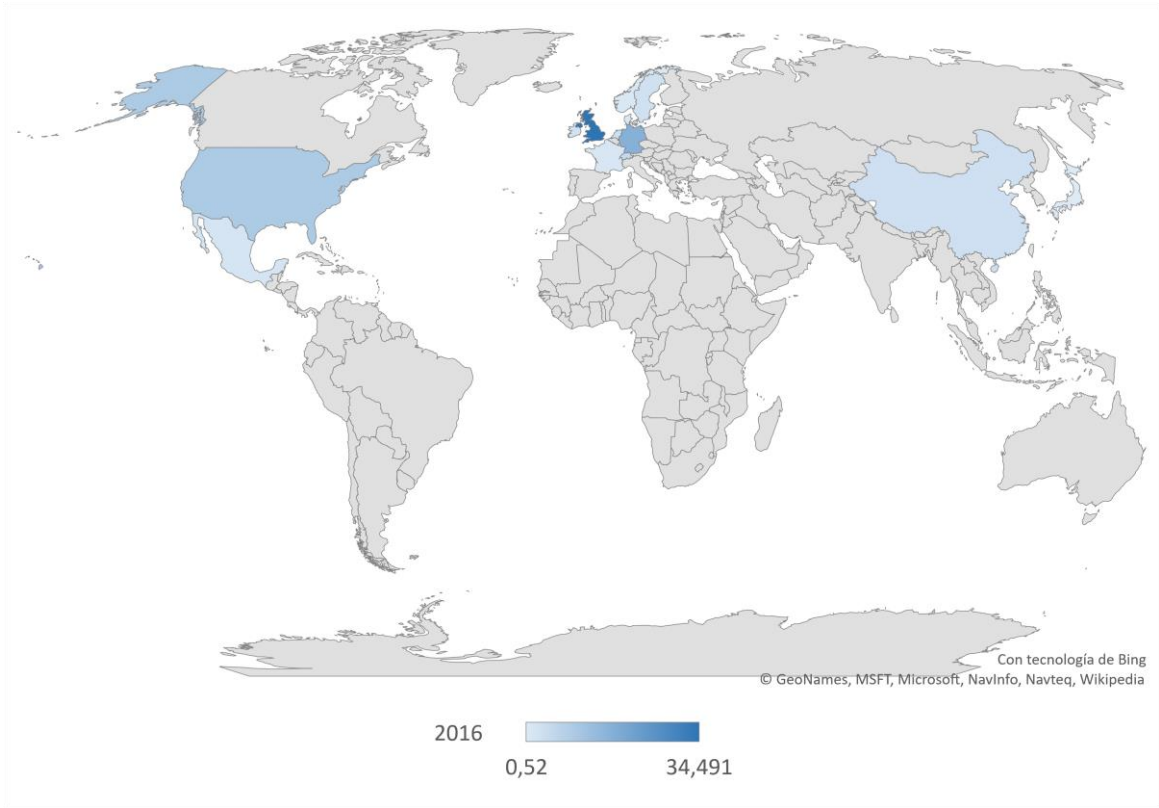 Con tecnología de Bing
© GeoNames, MSFT, Microsoft, NavInfo, Navteq, Wikipedia
2016
0,52 34,491